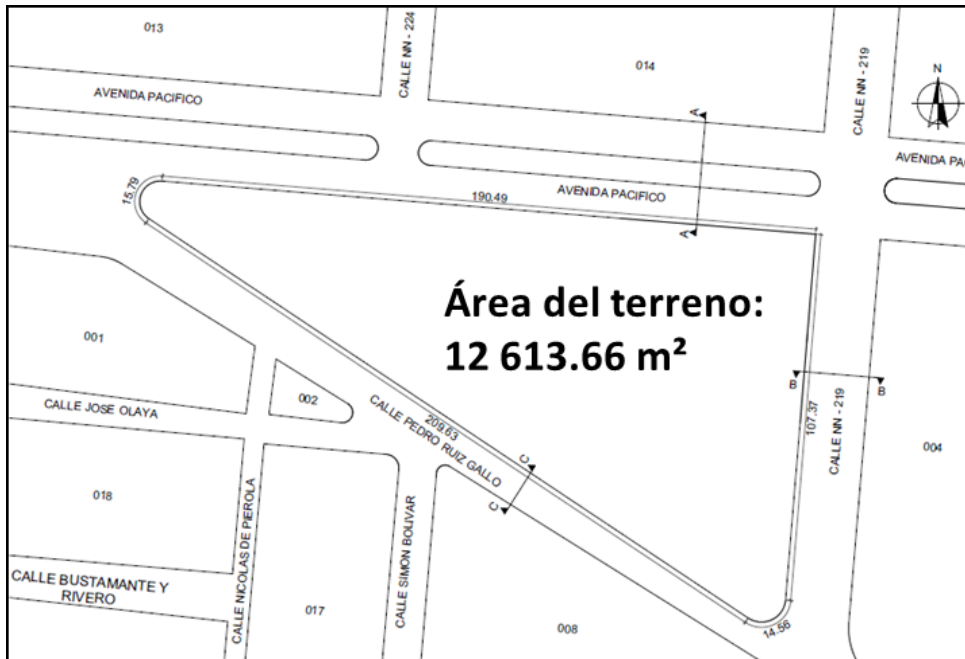 013
CALLE NN - 224
014
CALLE NN - 219
N
AVENIDA PACIFICO
A
AVENIDA PA
15.79
190.49
AVENIDA PACIFICO
A
Área del terreno:
12 613.66 m²
001
B
B
002
CALLE JOSE OLAYA
CALLE PEDRO RUIZ GALLO
209.63
107.37
CALLE NN - 219
004
C
C
018
CALLE NICOLAS DE PIEROLA
CALLE SIMON BOLIVAR
CALLE BUSTAMANTE Y
RIVERO
017
008
14.56